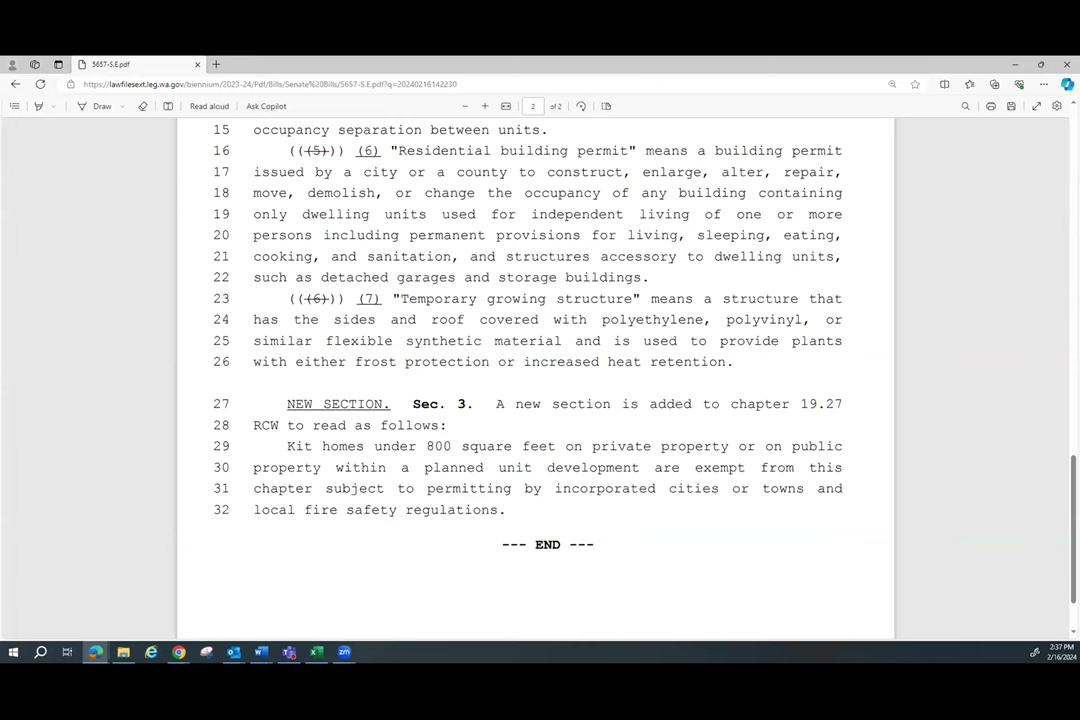 5657-S.E.pdf
https://lawfilesext.leg.wa.gov/biennium/2023-24/Pdf/Bills/Senate%20Bills/5657-S.E.pdf?q=20240216142230
Draw Read aloud Ask Copilot 2 of 2
15 occupancy separation between units.
16 (((5))) (6) "Residential building permit" means a building permit
17 issued by a city or a county to construct, enlarge, alter, repair,
18 move, demolish, or change the occupancy of any building containing
19 only dwelling units used for independent living of one or more
20 persons including permanent provisions for living, sleeping, eating,
21 cooking, and sanitation, and structures accessory to dwelling units,
22 such as detached garages and storage buildings.
23 (((6))) (7) "Temporary growing structure" means a structure that
24 has the sides and roof covered with polyethylene, polyvinyl, or
25 similar flexible synthetic material and is used to provide plants
26 with either frost protection or increased heat retention.
27 NEW SECTION. Sec. 3. A new section is added to chapter 19.27
28 RCW to read as follows:
29 Kit homes under 800 square feet on private property or on public
30 property within a planned unit development are exempt from this
31 chapter subject to permitting by incorporated cities or towns and
32 local fire safety regulations.
--- END ---
2:37 PM
2/16/2024